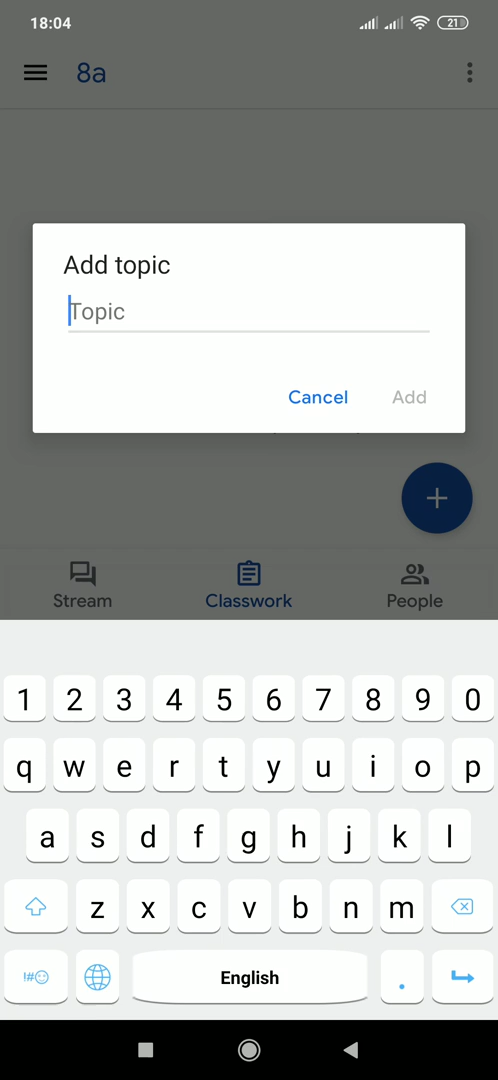 18:04
21
8a
Add topic
Topic
Cancel Add
Stream Classwork People
1 2 3 4 5 6 7 8 9 0
q w e r t y u i o p
a s d f g h j k l
z x c v b n m
!#☺ English .